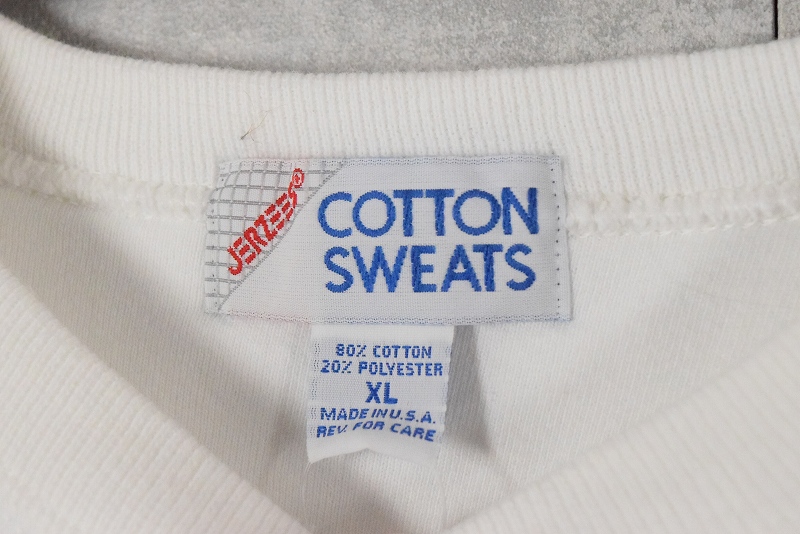 JERZEES®
COTTON
SWEATS
80% COTTON
20% POLYESTER
XL
MADE IN U.S.A.
REV. FOR CARE